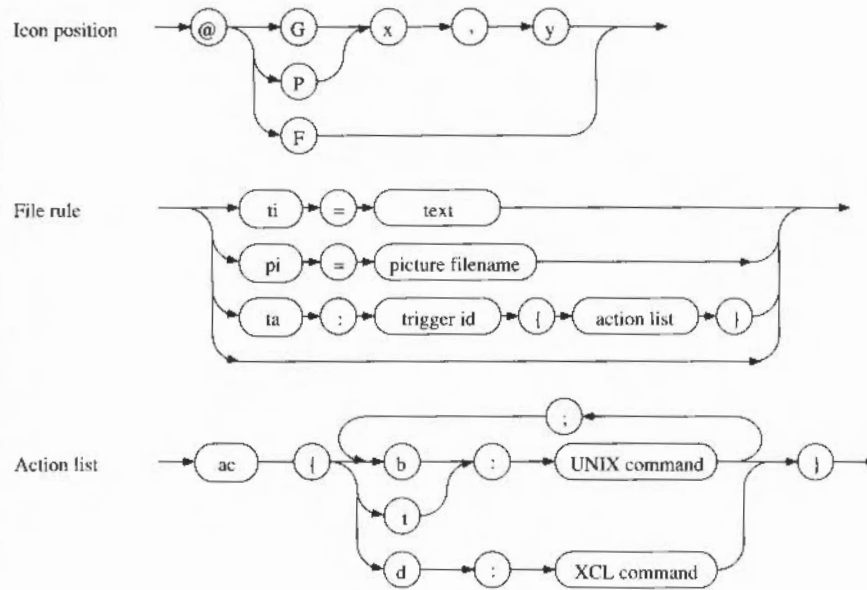 Icon position @ G x , y
P
F
File rule ti = text
pi = picture filename
ta : trigger id { action list }
;
Action list ac { b : UNIX command }
t
d : XCL command